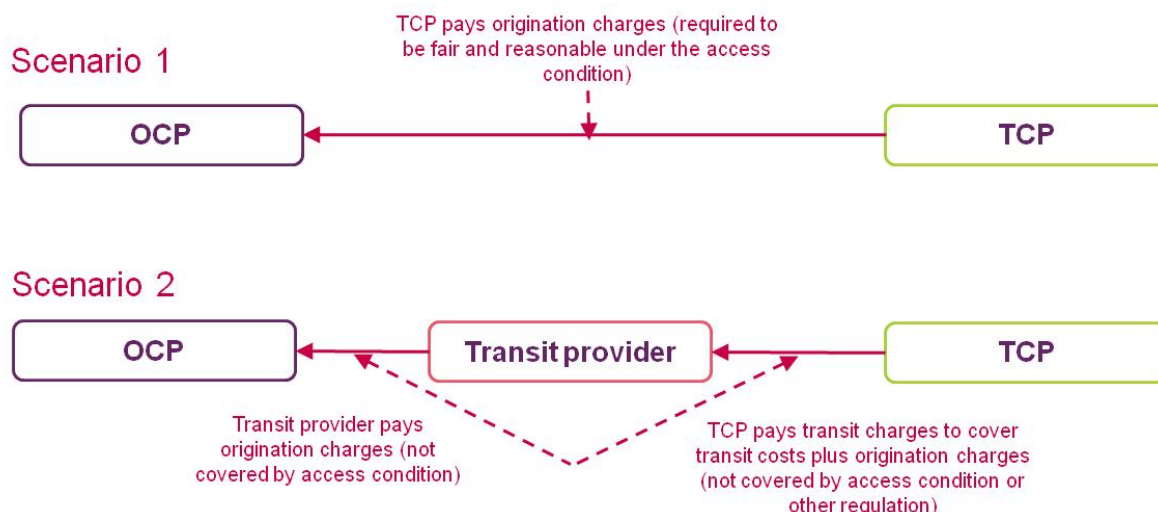 TCP pays origination charges (required to
be fair and reasonable under the access
condition)
Scenario 1
OCP
TCP
Scenario 2
OCP
Transit provider
TCP
Transit provider pays
origination charges (not
covered by access condition)
TCP pays transit charges to cover
transit costs plus origination charges
(not covered by access condition or
other regulation)